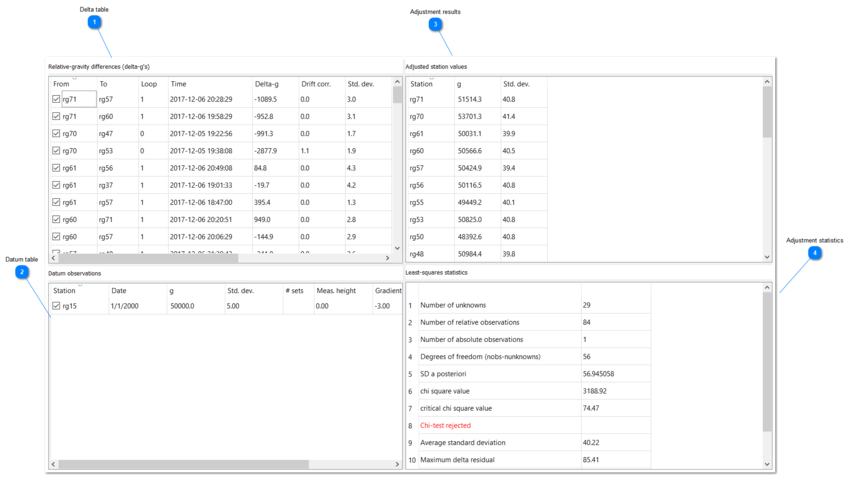 Delta table
1
Adjustment results
3
Relative-gravity differences (delta-g's)
From To Loop Time Delta-g Drift corr. Std. dev.
rg71 rg57 1 2017-12-06 20:28:29 -1089.5 0.0 3.0
rg71 rg60 1 2017-12-06 19:58:29 -952.8 0.0 3.1
rg70 rg47 0 2017-12-05 19:22:56 -991.3 0.0 1.7
rg70 rg53 0 2017-12-05 19:38:08 -2877.9 1.1 1.9
rg61 rg56 1 2017-12-06 20:49:08 84.8 0.0 4.3
rg61 rg37 1 2017-12-06 19:01:33 -19.7 0.0 4.2
rg61 rg57 1 2017-12-06 18:47:00 395.4 0.0 1.3
rg60 rg71 1 2017-12-06 20:20:51 949.0 0.0 2.8
rg60 rg57 1 2017-12-06 20:06:29 -144.9 0.0 2.9
Adjusted station values
Station g Std. dev.
rg71 51514.3 40.8
rg70 53701.3 41.4
rg61 50031.1 39.9
rg60 50566.6 40.5
rg57 50424.9 39.4
rg56 50116.5 40.8
rg55 49449.2 40.1
rg53 50825.0 40.8
rg50 48392.6 40.8
rg48 50984.4 39.8
Adjustment statistics
4
Datum table
2
Datum observations
Station Date g Std. dev. # sets Meas. height Gradient
rg15 1/1/2000 50000.0 5.00 0.00 -3.00
Least-squares statistics
1 Number of unknowns 29
2 Number of relative observations 84
3 Number of absolute observations 1
4 Degrees of freedom (nobs-nunknowns) 56
5 SD a posteriori 56.945058
6 chi square value 3188.92
7 critical chi square value 74.47
8 Chi-test rejected
9 Average standard deviation 40.22
10 Maximum delta residual 85.41